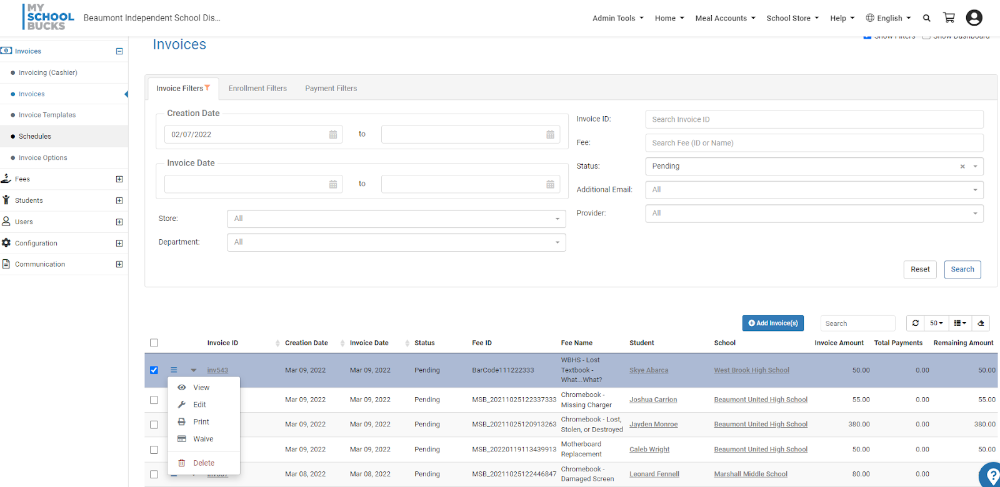 MY
SCHOOL
BUCKS
Beaumont Independent School Dis...
Admin Tools
Home
Meal Accounts
School Store
Help
English
Invoices
Invoicing (Cashier)
Invoices
Invoice Templates
Schedules
Invoice Options
Fees
Students
Users
Configuration
Communication
Invoices
Show Filters
Show Dashboard
Invoice Filters
Enrollment Filters
Payment Filters
Creation Date
02/07/2022
to
Invoice Date
to
Store:
All
Department:
All
Invoice ID:
Search Invoice ID
Fee:
Search Fee (ID or Name)
Status:
Pending
Additional Email:
All
Provider:
All
Reset
Search
Add Invoice(s)
Search
50
Invoice ID Creation Date Invoice Date Status Fee ID Fee Name Student School Invoice Amount Total Payments Remaining Amount
inv543 Mar 09, 2022 Mar 09, 2022 Pending BarCode111222333
WBHS - Lost
Textbook -
What...What?
Skye Abarca West Brook High School 50.00 0.00 50.00
View
Edit
Print
Waive
Delete
Mar 09, 2022 Mar 09, 2022 Pending MSB_20211025122337333
Chromebook -
Missing Charger
Joshua Carrion Beaumont United High School 55.00 0.00 55.00
Mar 09, 2022 Mar 09, 2022 Pending MSB_20211025120913263
Chromebook - Lost,
Stolen, or Destroyed
Jayden Monroe Beaumont United High School 380.00 0.00 380.00
Mar 09, 2022 Mar 09, 2022 Pending MSB_20220119113439913
Motherboard
Replacement
Caleb Wright Beaumont United High School 50.00 0.00 50.00
Mar 08, 2022 Mar 08, 2022 Pending MSB_20211025122446847
Chromebook -
Damaged Screen
Leonard Fennell Marshall Middle School 80.00 0.00